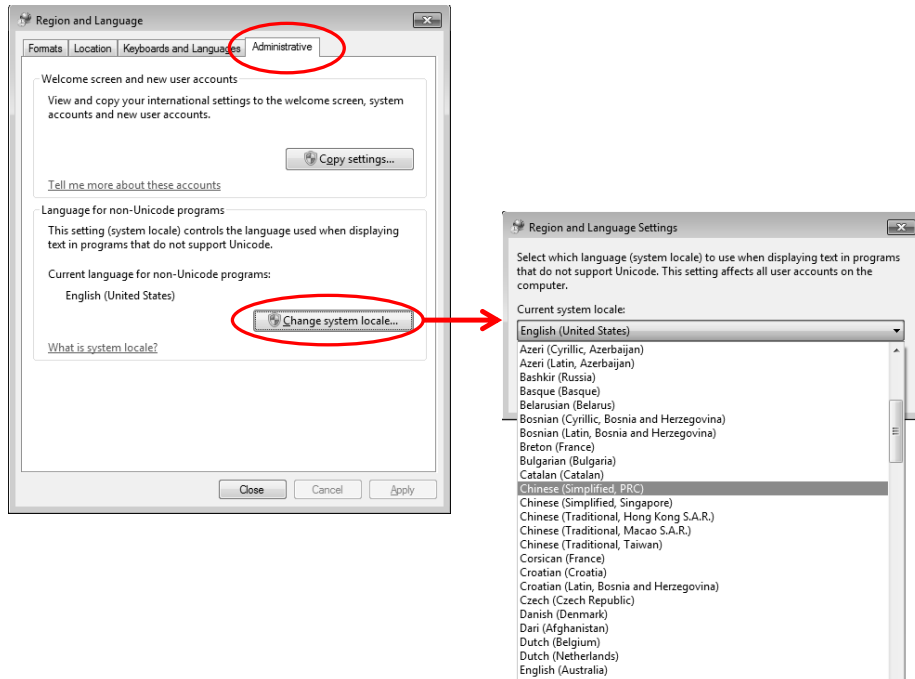 Region and Language
Formats Location Keyboards and Languages Administrative
Welcome screen and new user accounts
View and copy your international settings to the welcome screen, system
accounts and new user accounts.
Copy settings...
Tell me more about these accounts
Language for non-Unicode programs
This setting (system locale) controls the language used when displaying
text in programs that do not support Unicode.
Current language for non-Unicode programs:
English (United States)
Change system locale...
What is system locale?
Close Cancel Apply
Region and Language Settings
Select which language (system locale) to use when displaying text in programs
that do not support Unicode. This setting affects all user accounts on the
computer.
Current system locale:
English (United States)
Azeri (Cyrillic, Azerbaijan)
Azeri (Latin, Azerbaijan)
Bashkir (Russia)
Basque (Basque)
Belarusian (Belarus)
Bosnian (Cyrillic, Bosnia and Herzegovina)
Bosnian (Latin, Bosnia and Herzegovina)
Breton (France)
Bulgarian (Bulgaria)
Catalan (Catalan)
Chinese (Simplified, PRC)
Chinese (Simplified, Singapore)
Chinese (Traditional, Hong Kong S.A.R.)
Chinese (Traditional, Macao S.A.R.)
Chinese (Traditional, Taiwan)
Corsican (France)
Croatian (Croatia)
Croatian (Latin, Bosnia and Herzegovina)
Czech (Czech Republic)
Danish (Denmark)
Dari (Afghanistan)
Dutch (Belgium)
Dutch (Netherlands)
English (Australia)